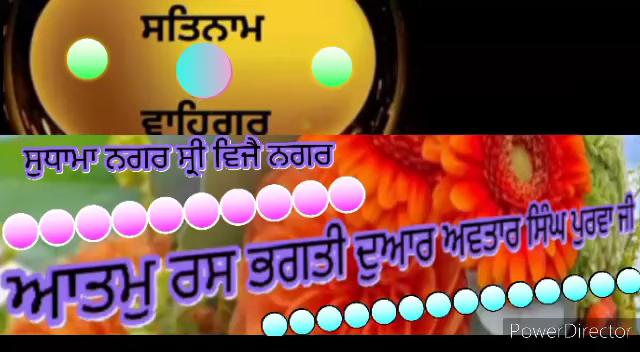 ਸਤਿਨਾਮ
ਵਾਹਿਗੁਰੂ
ਸੁਧਾਮਾ ਨਗਰ ਸ੍ਰੀ ਵਿਜੈ ਨਗਰ
ਆਤਮੁ ਰਸ ਭਗਤੀ ਦੁਆਰ ਅਵਤਾਰ ਸਿੰਘ ਪੁਰਵਾ ਜੀ
PowerDirector